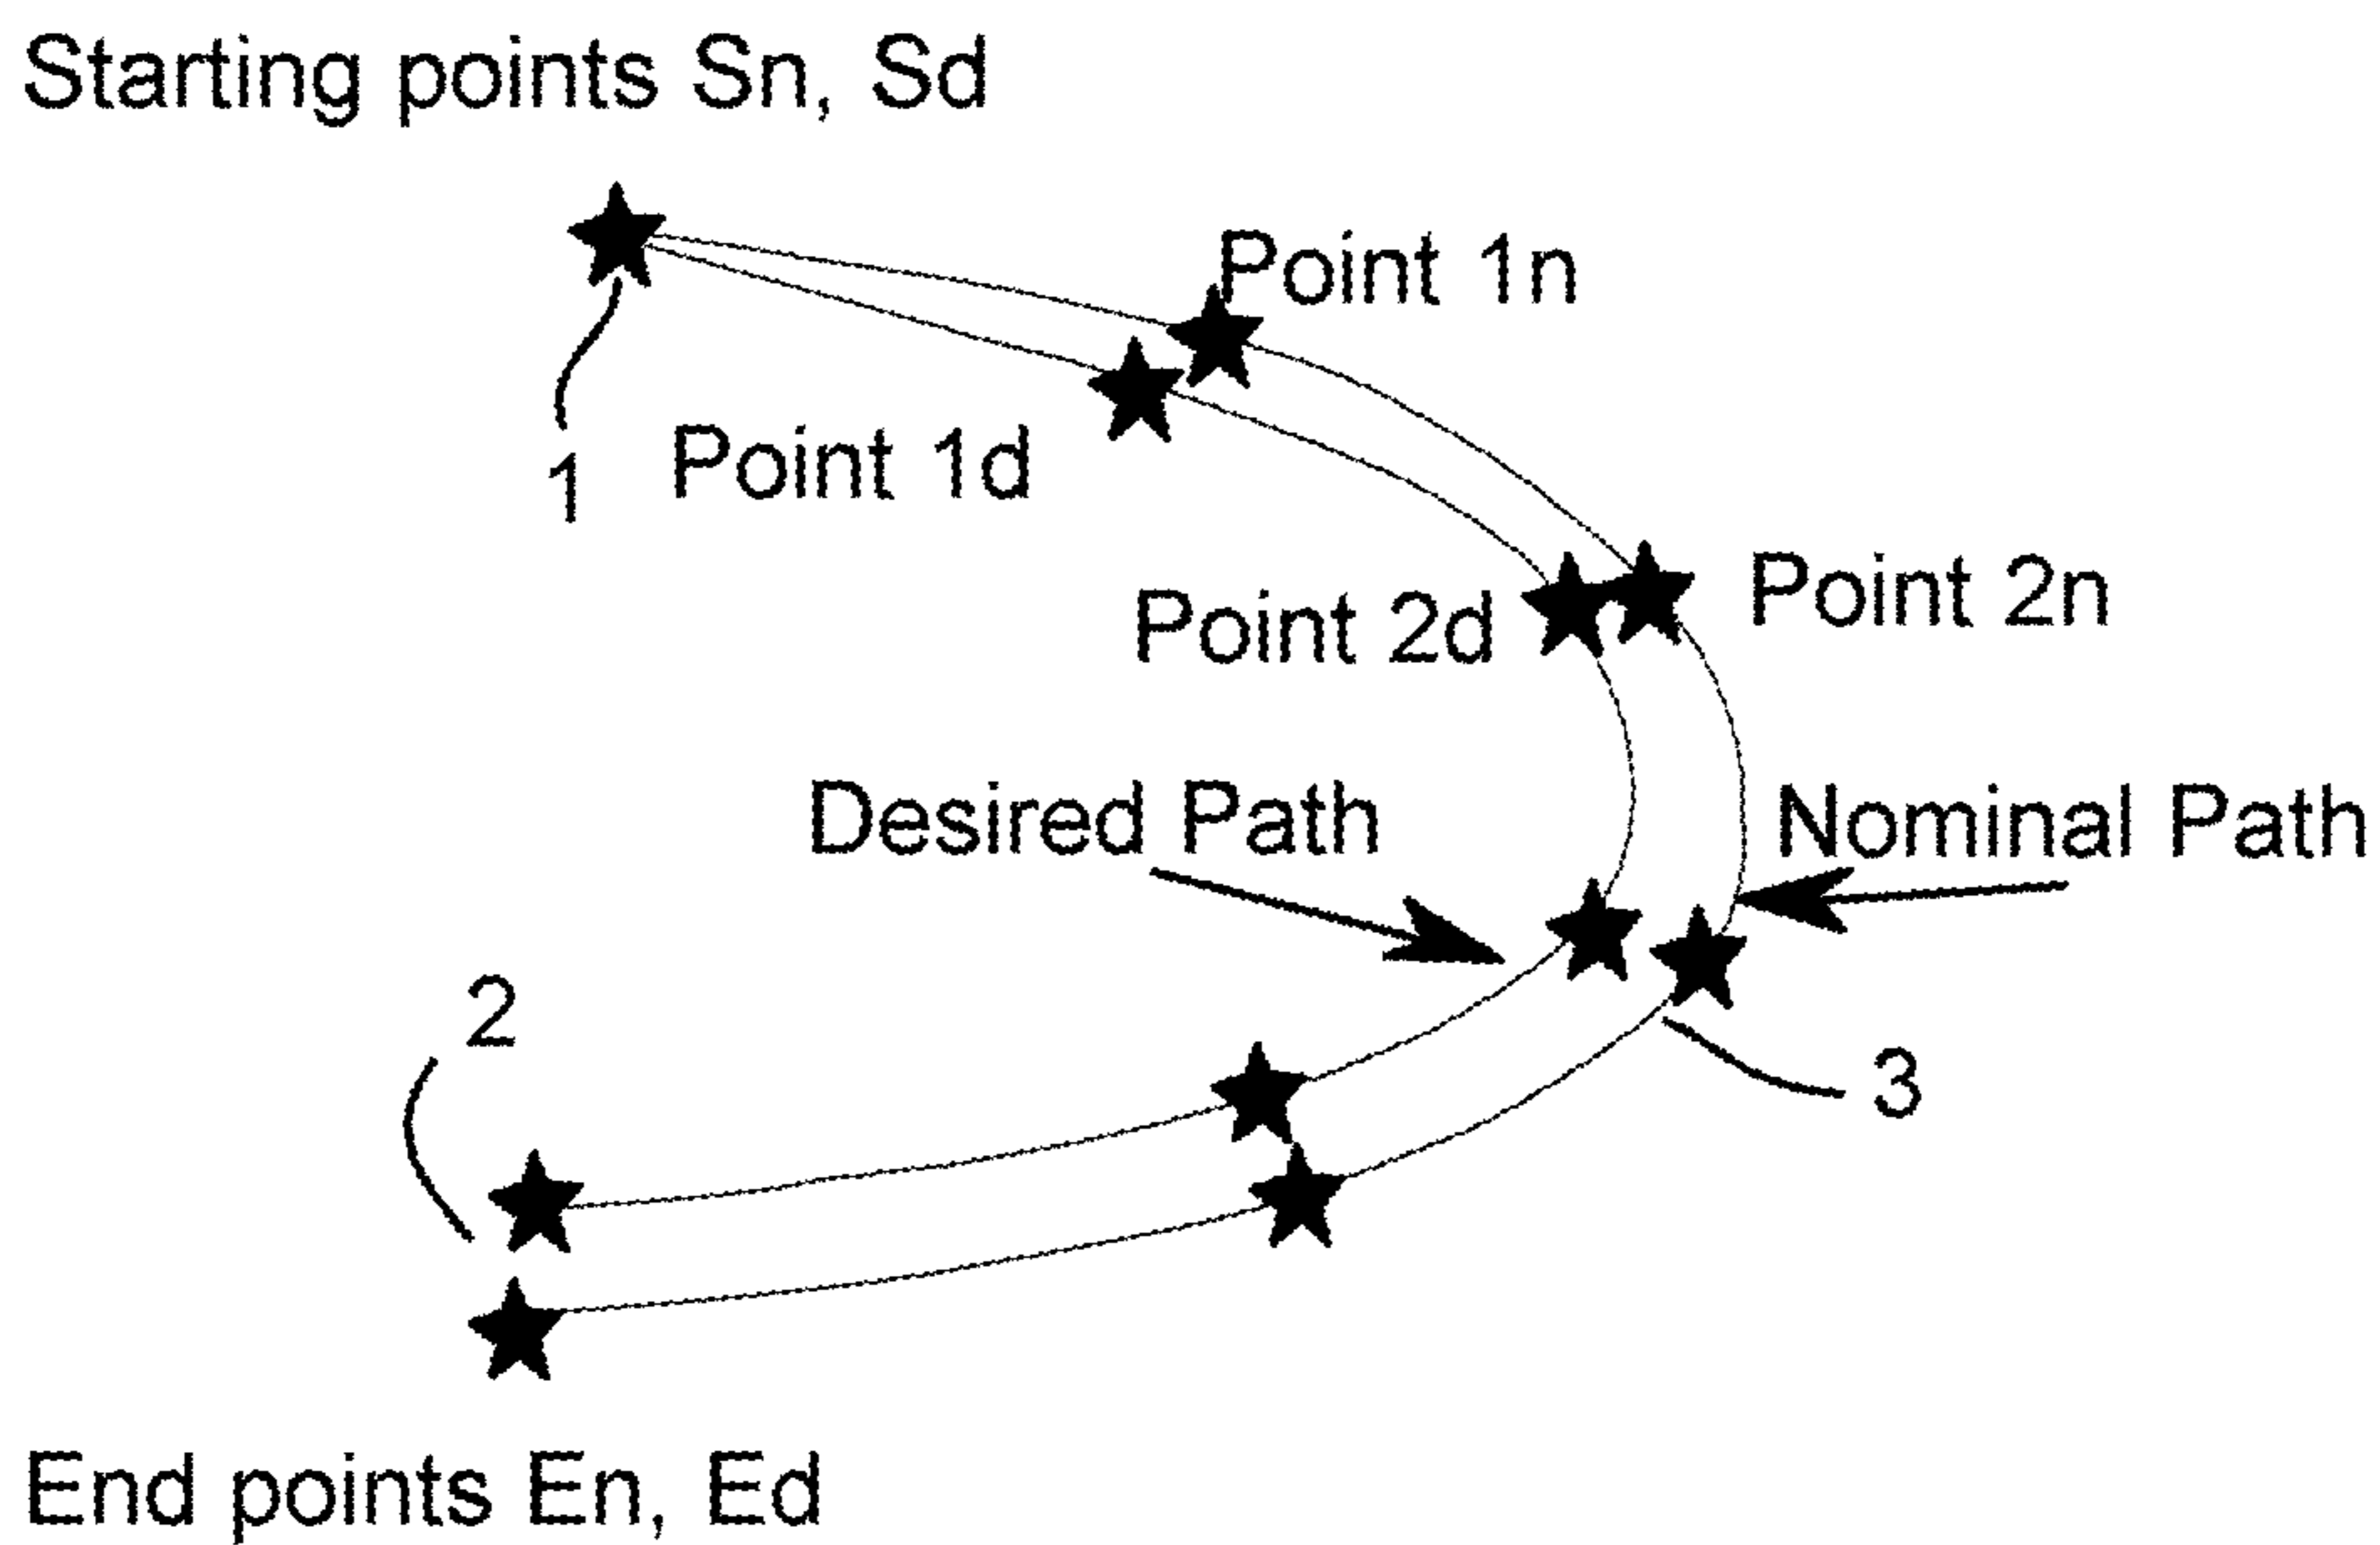 Starting points Sn, Sd
Point 1n
1
Point 1d
Point 2d
Point 2n
Desired Path
Nominal Path
2
3
End points En, Ed